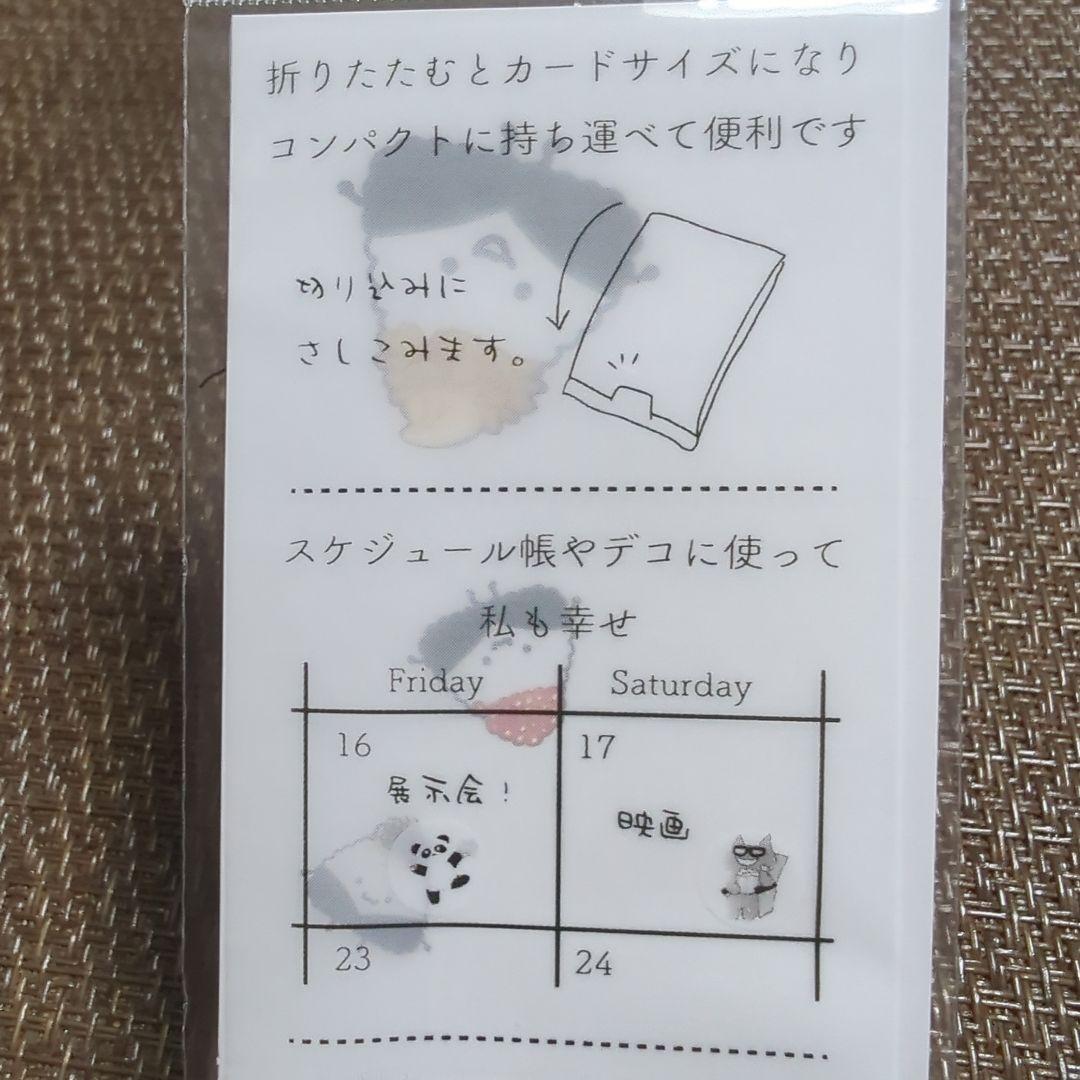 折りたたむとカードサイズになり
コンパクトに持ち運べて便利です
切り込みに
さしこみます。
スケジュール帳やデコに使って
私も幸せ
Friday
Saturday
16
17
展示会!
映画
23
24